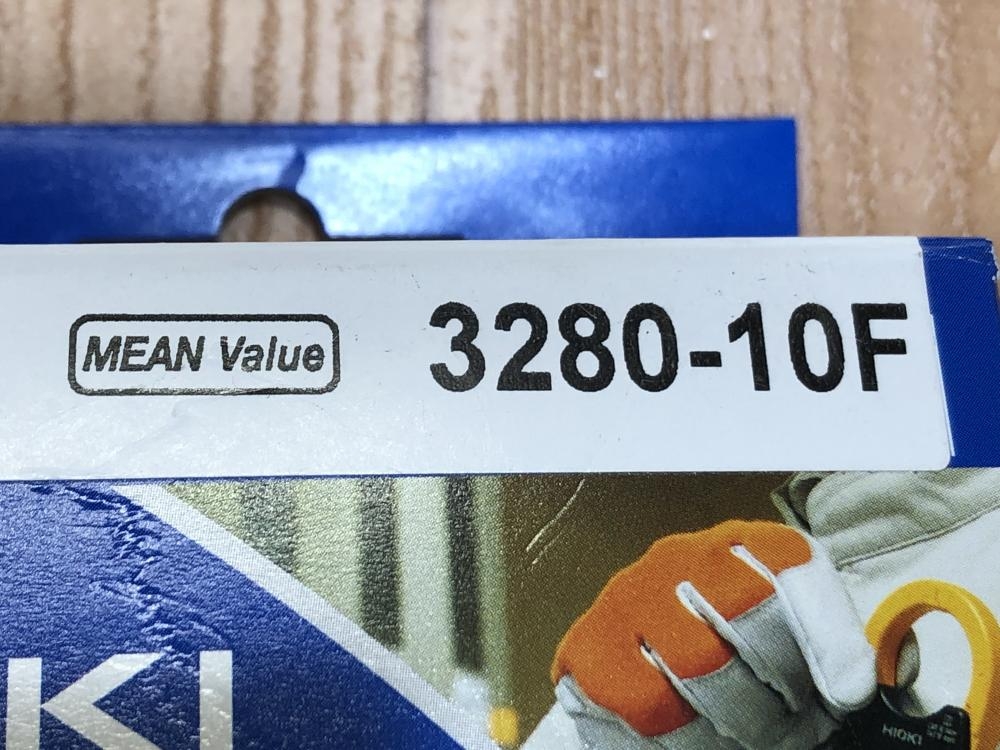 MEAN Value
3280-10F
KI
HIOKI